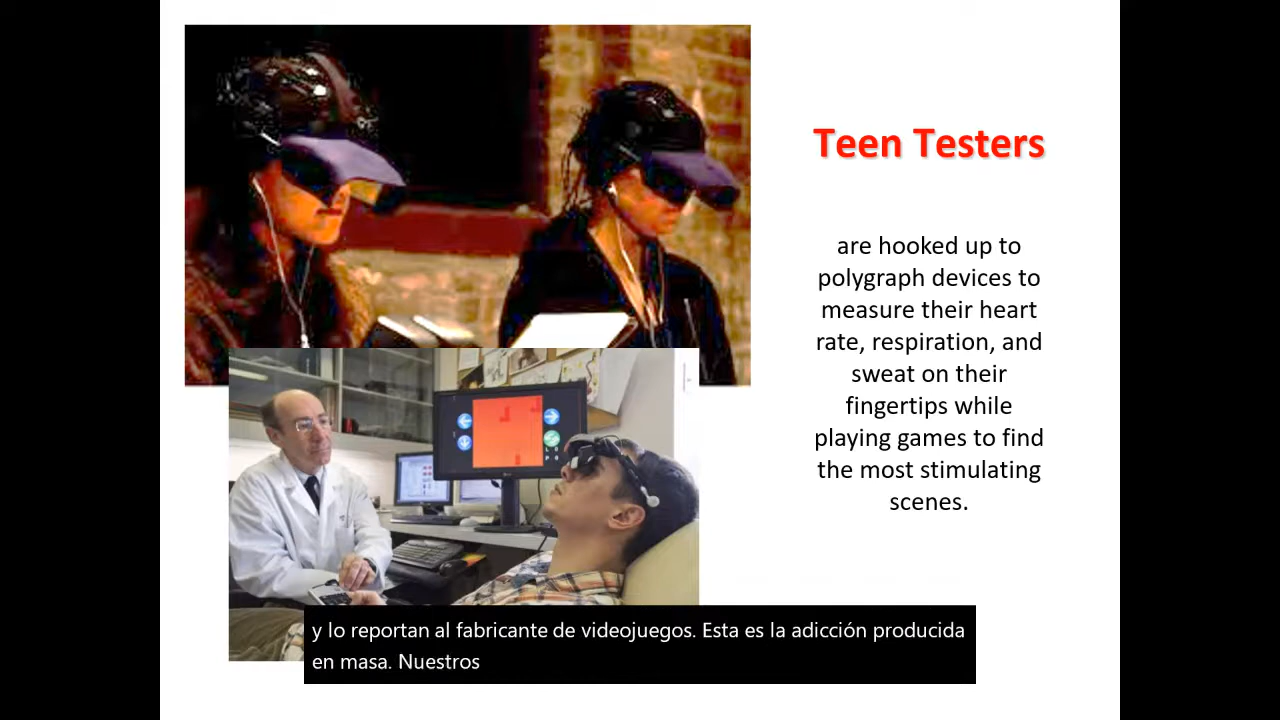 Teen Testers
are hooked up to
polygraph devices to
measure their heart
rate, respiration, and
sweat on their
fingertips while
playing games to find
the most stimulating
scenes.
y lo reportan al fabricante de videojuegos. Esta es la adicción producida
en masa. Nuestros